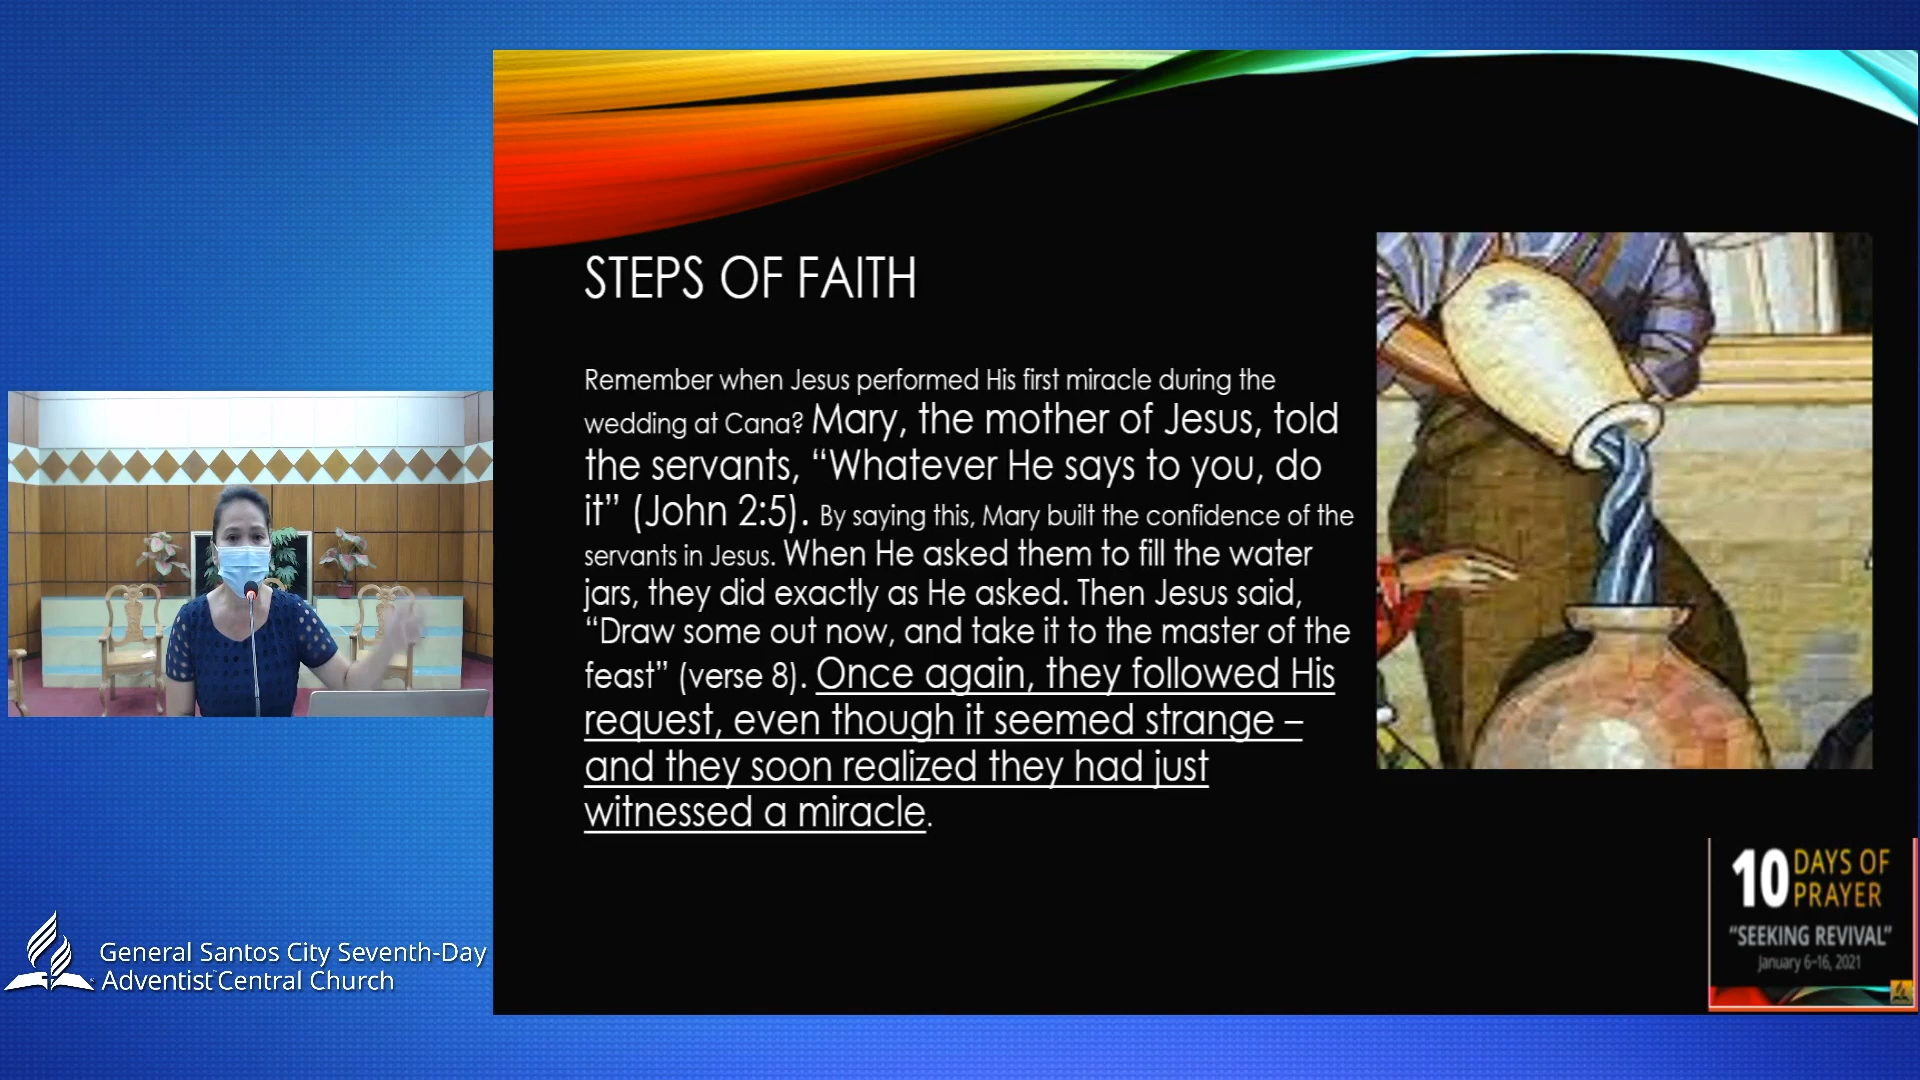 STEPS OF FAITH
Remember when Jesus performed His first miracle during the
wedding at Cana? Mary, the mother of Jesus, told
the servants, “Whatever He says to you, do
it” (John 2:5). By saying this, Mary built the confidence of the
servants in Jesus. When He asked them to fill the water
jars, they did exactly as He asked. Then Jesus said,
“Draw some out now, and take it to the master of the
feast” (verse 8). Once again, they followed His
request, even though it seemed strange –
and they soon realized they had just
witnessed a miracle.
10 DAYS OF
PRAYER
“SEEKING REVIVAL”
January 6-16, 2021
General Santos City Seventh-Day
Adventist Central Church